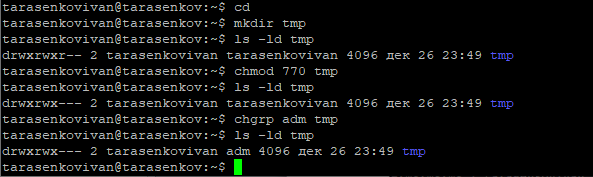 tarasenkovivan@tarasenkov:~$ cd
tarasenkovivan@tarasenkov:~$ mkdir tmp
tarasenkovivan@tarasenkov:~$ ls -ld tmp
drwxrwxr-- 2 tarasenkovivan tarasenkovivan 4096 дек 26 23:49 tmp
tarasenkovivan@tarasenkov:~$ chmod 770 tmp
tarasenkovivan@tarasenkov:~$ ls -ld tmp
drwxrwx--- 2 tarasenkovivan tarasenkovivan 4096 дек 26 23:49 tmp
tarasenkovivan@tarasenkov:~$ chgrp adm tmp
tarasenkovivan@tarasenkov:~$ ls -ld tmp
drwxrwx--- 2 tarasenkovivan adm 4096 дек 26 23:49 tmp
tarasenkovivan@tarasenkov:~$